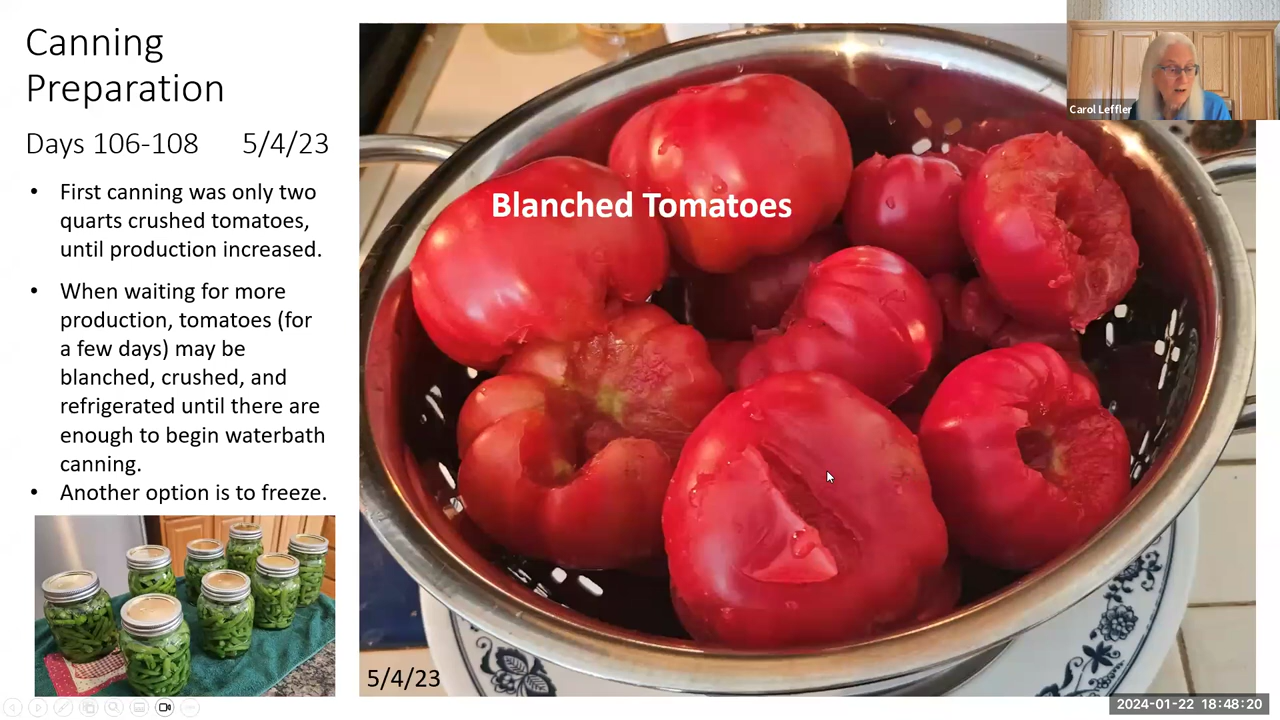 Canning
Preparation
Days 106-108 5/4/23
• First canning was only two
quarts crushed tomatoes,
until production increased.
• When waiting for more
production, tomatoes (for
a few days) may be
blanched, crushed, and
refrigerated until there are
enough to begin waterbath
canning.
• Another option is to freeze.
Blanched Tomatoes
5/4/23
Carol Leffler
2024-01-22 18:48:20